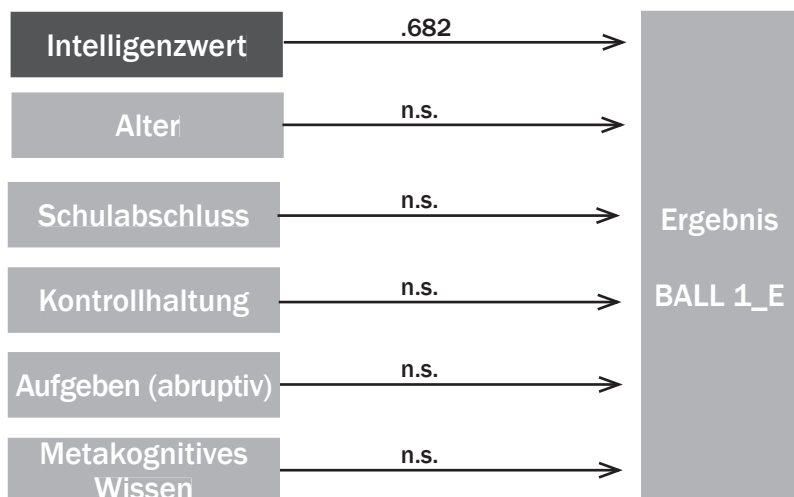 Intelligenzwert
.682
Alter
n.s.
Schulabschluss
n.s.
Kontrollhaltung
n.s.
Aufgeben (abruptiv)
n.s.
Metakognitives
Wissen
n.s.
Ergebnis
BALL 1_E